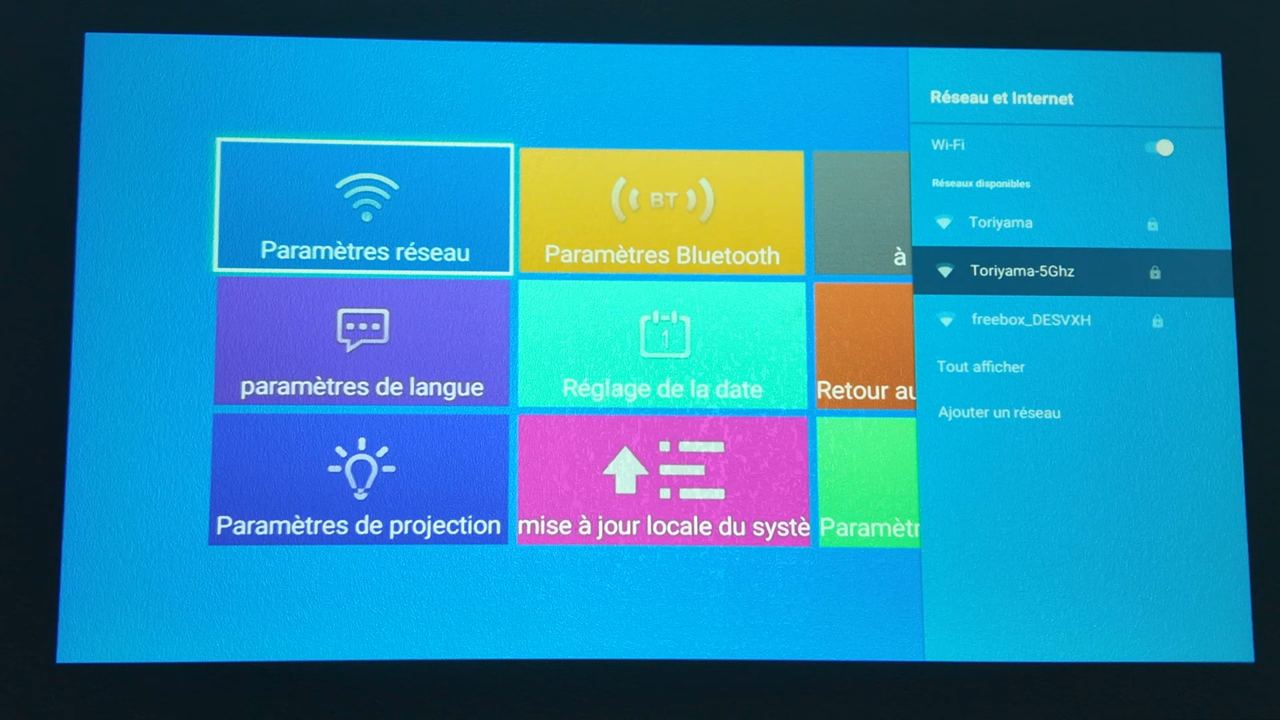 Paramètres réseau
BT
Paramètres Bluetooth
à
paramètres de langue
1
Réglage de la date
Retour au
Paramètres de projection
mise à jour locale du systè
Paramètr
Réseau et Internet
Wi-Fi
Réseaux disponibles
Toriyama
Toriyama-5Ghz
freebox_DESVXH
Tout afficher
Ajouter un réseau